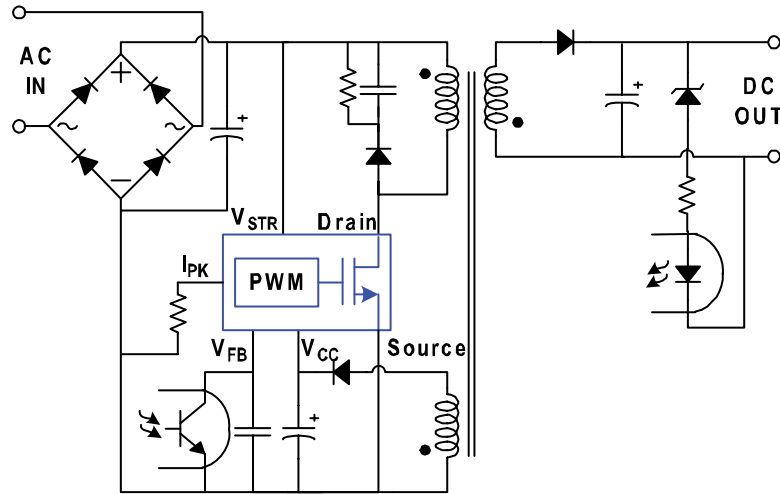 AC
IN
+
~
~
−
+
+
DC
OUT
VSTR
Drain
IPK
PWM
VFB
VCC
Source
+